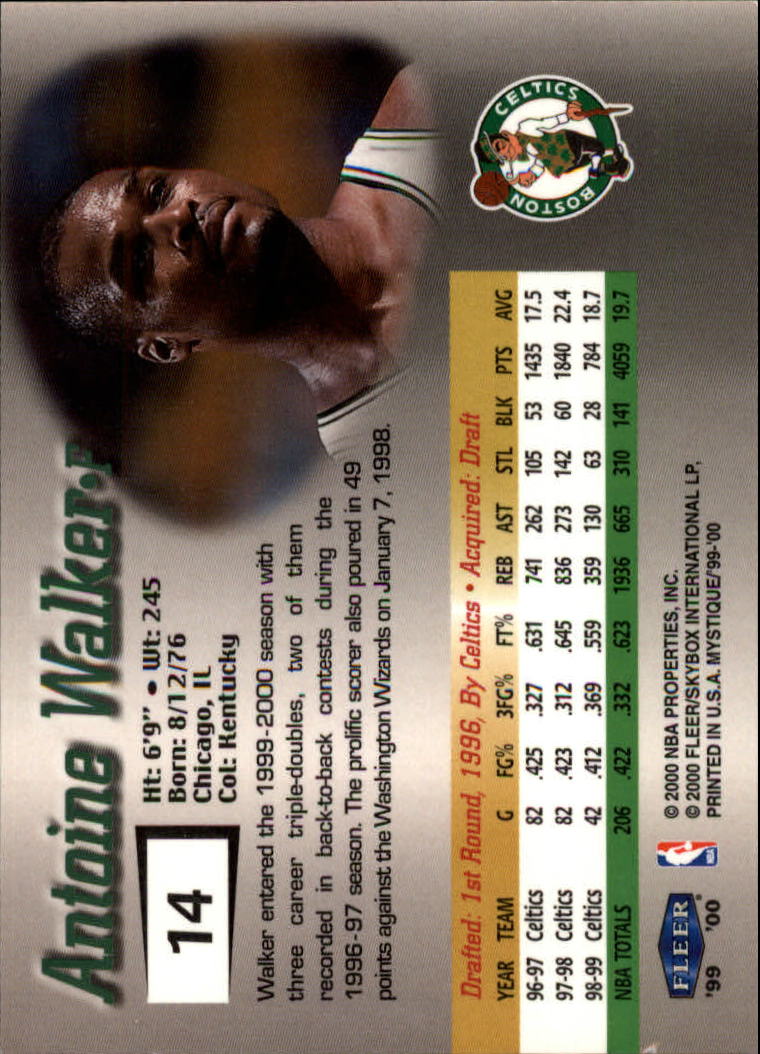 Antoine Walker•F
14
Ht: 6'9" • Wt: 245
Born: 8/12/76
Chicago, IL
Col: Kentucky
Walker entered the 1999-2000 season with
three career triple-doubles, two of them
recorded in back-to-back contests during the
1996-97 season. The prolific scorer also poured in 49
points against the Washington Wizards on January 7, 1998.
CELTICS
BOSTON
Drafted: 1st Round, 1996, By Celtics • Acquired: Draft
YEAR TEAM G FG% 3FG% FT% REB AST STL BLK PTS AVG
96-97 Celtics 82 .425 .327 .631 741 262 105 53 1435 17.5
97-98 Celtics 82 .423 .312 .645 836 273 142 60 1840 22.4
98-99 Celtics 42 .412 .369 .559 359 130 63 28 784 18.7
NBA TOTALS 206 .422 .332 .623 1936 665 310 141 4059 19.7
FLEER®
'99 '00
NBA
© 2000 NBA PROPERTIES, INC.
© 2000 FLEER/SKYBOX INTERNATIONAL LP,
PRINTED IN U.S.A. MYSTIQUE/'99-'00